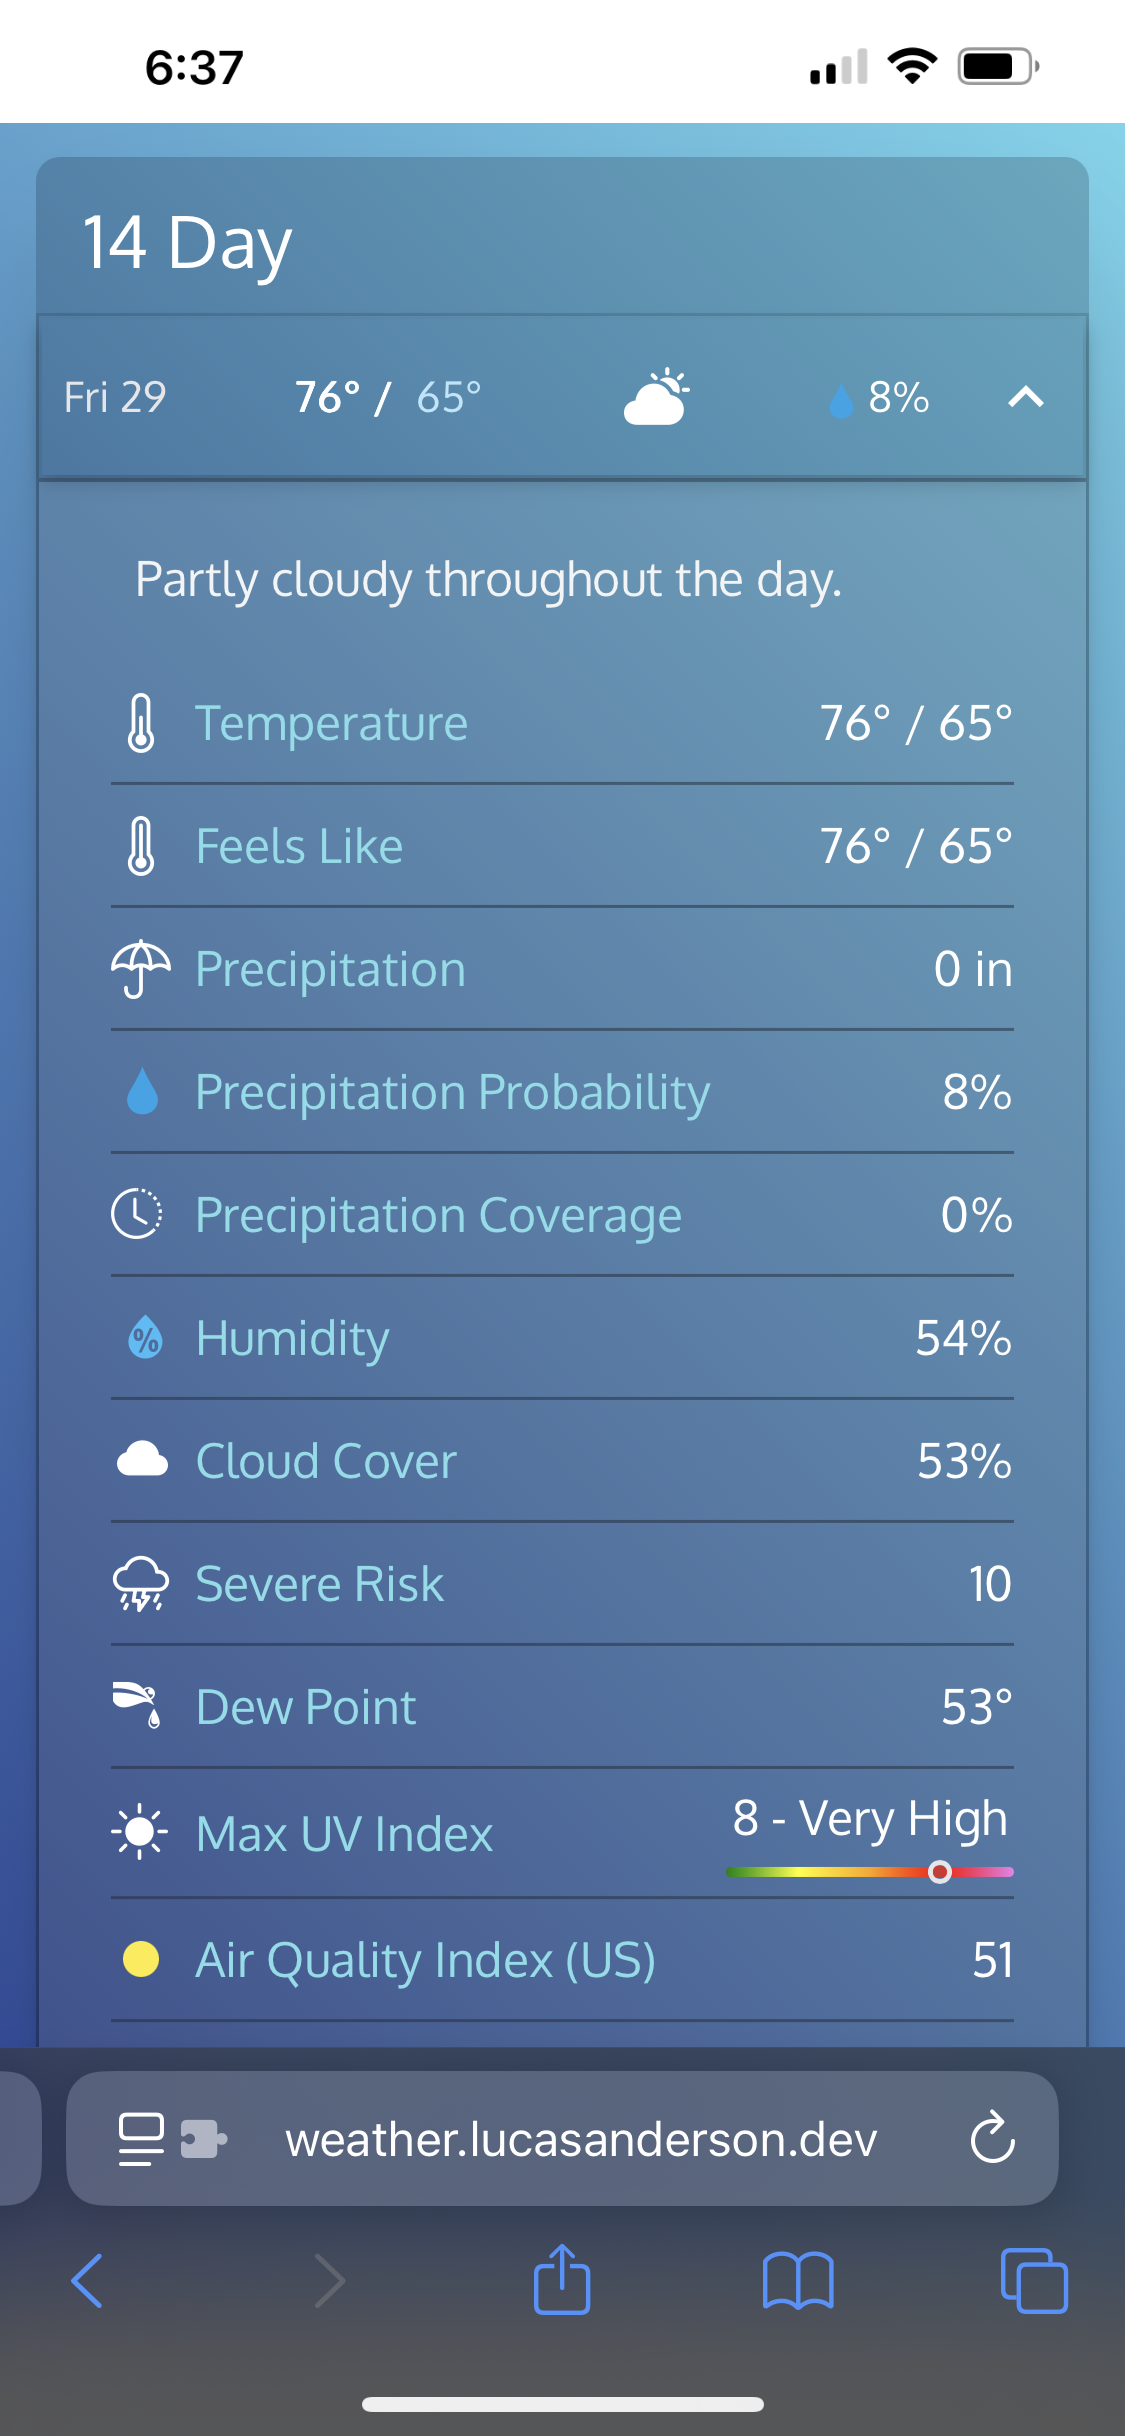 6:37
14 Day
Fri 29 76° / 65° 8%
Partly cloudy throughout the day.
Temperature 76° / 65°
Feels Like 76° / 65°
Precipitation 0 in
Precipitation Probability 8%
Precipitation Coverage 0%
% Humidity 54%
Cloud Cover 53%
Severe Risk 10
Dew Point 53°
Max UV Index 8 - Very High
Air Quality Index (US) 51
weather.lucasanderson.dev